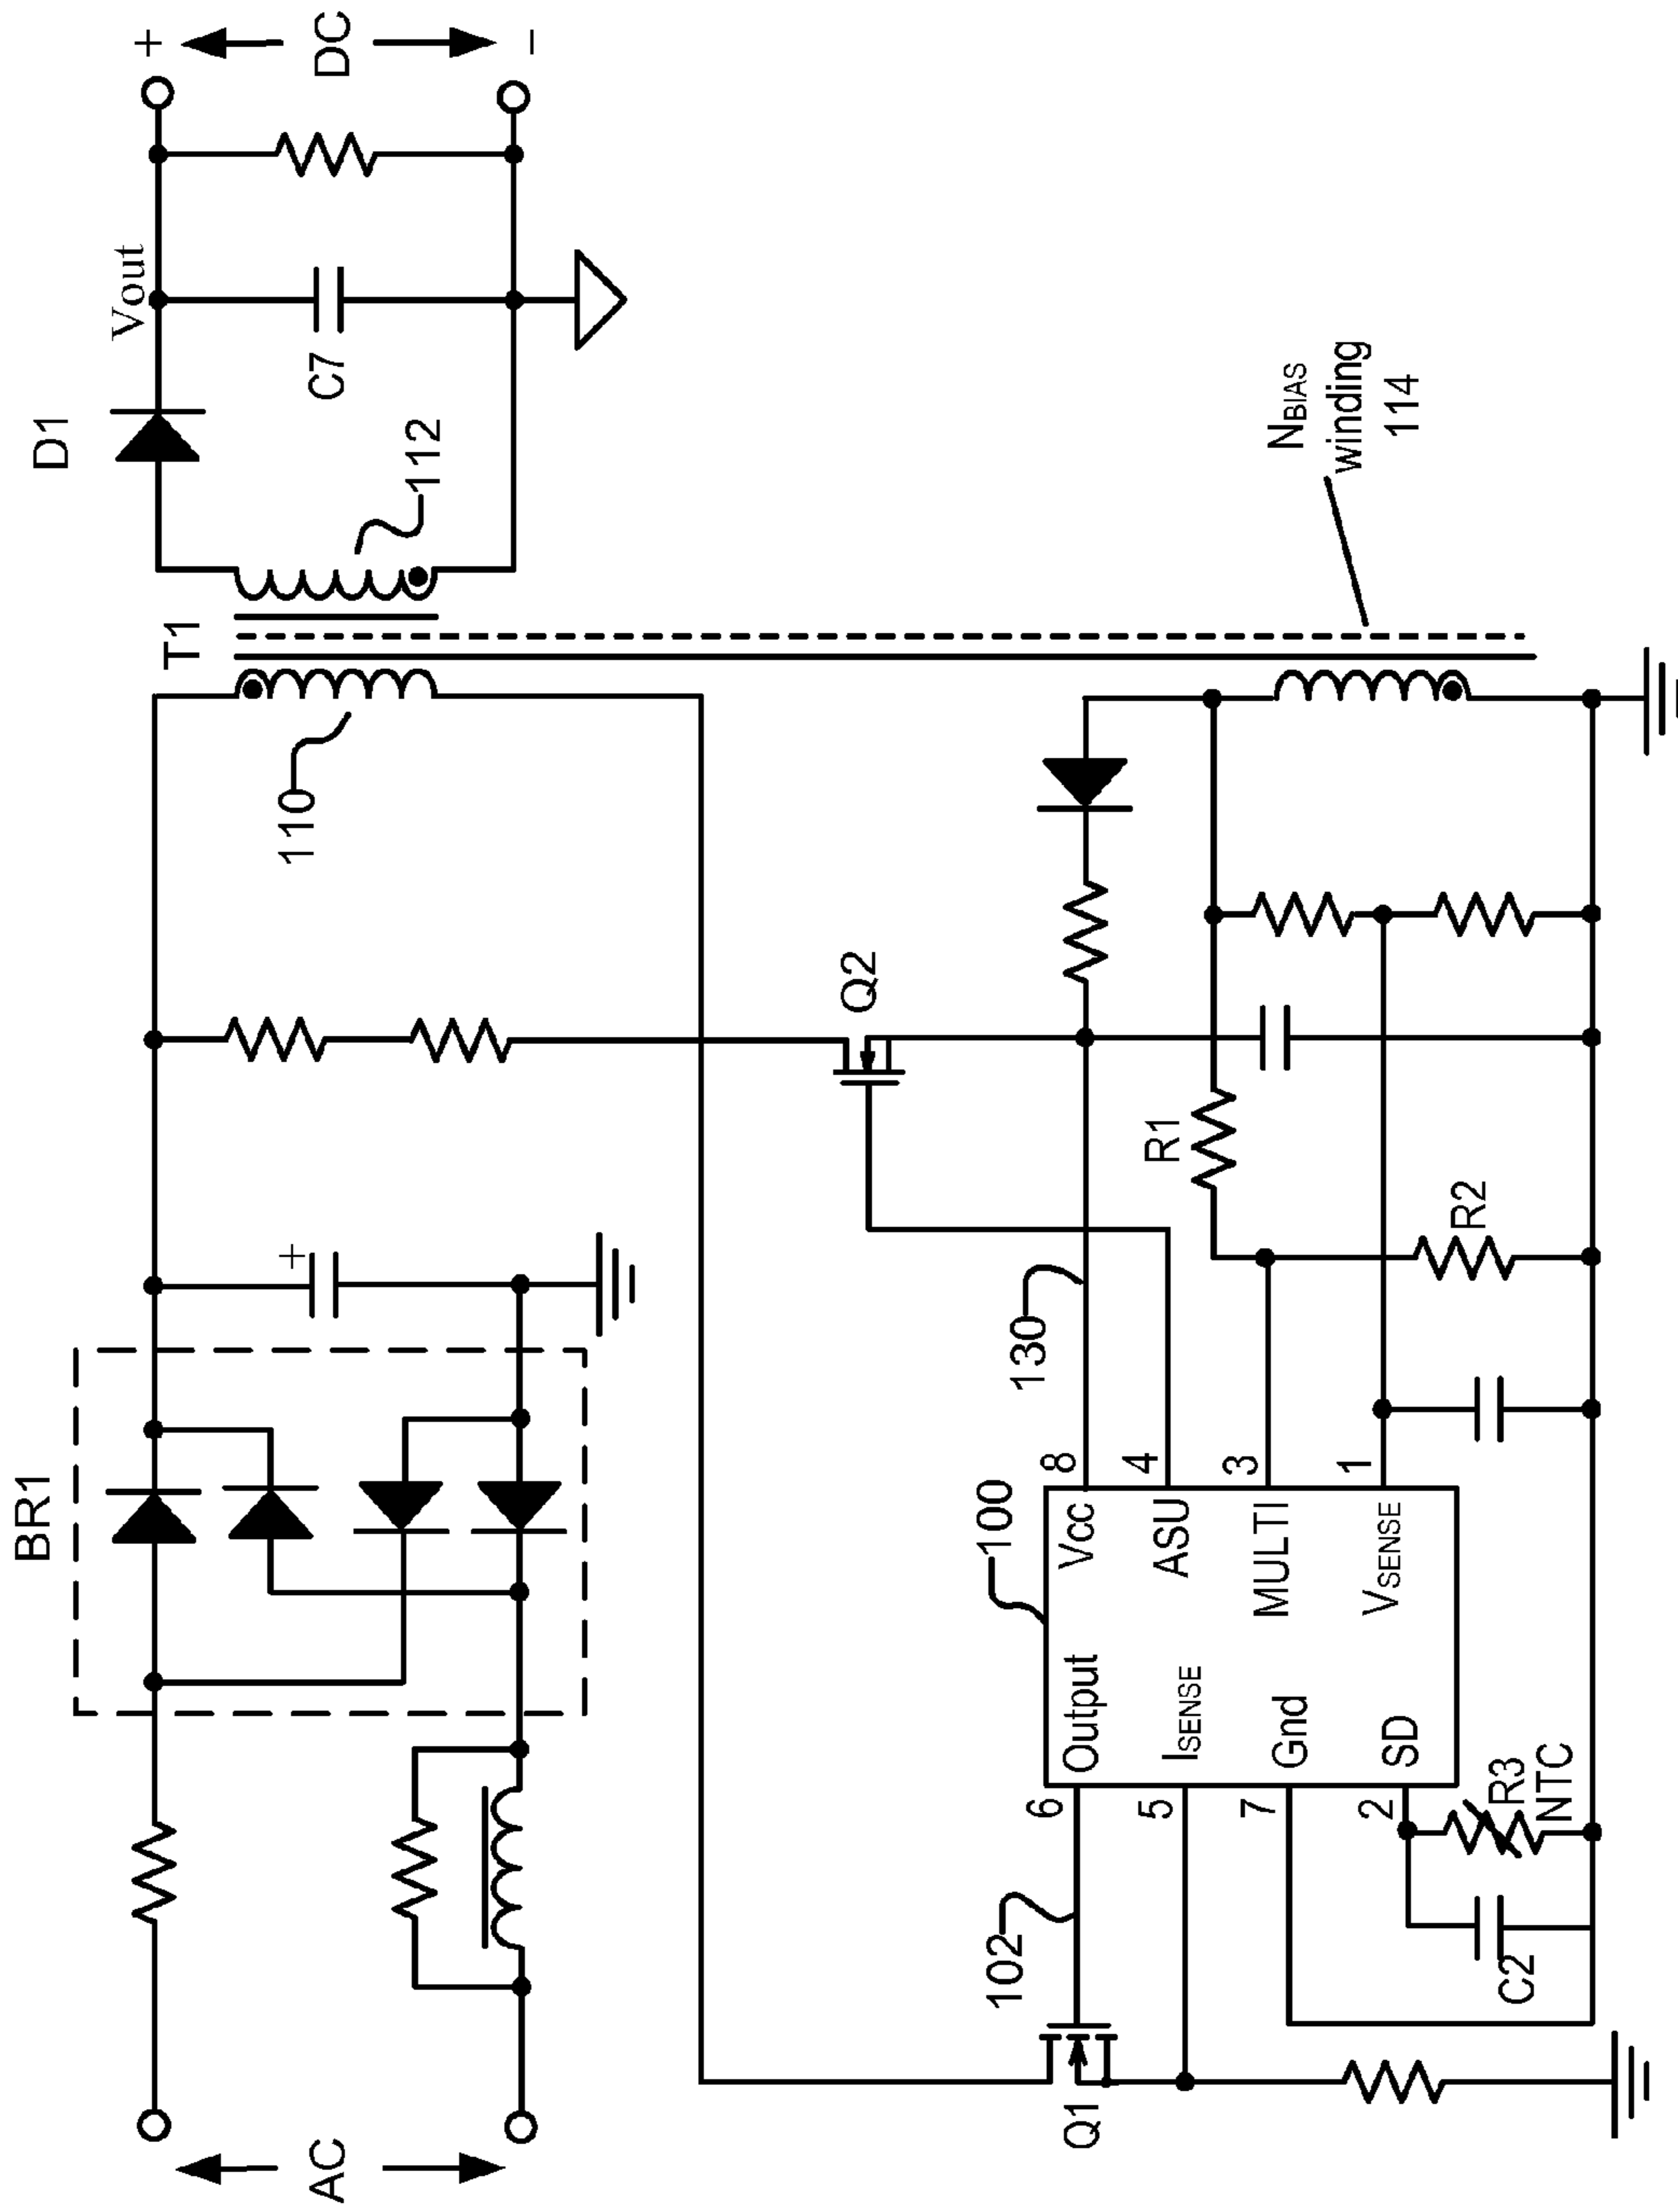 BR1
D1
Vout
+
+
T1
AC
DC
C7
110
112
−
Q2
130
R1
NBIAS
winding
114
100
102
Q1
6
Output
Vcc
8
5
ISENSE
ASU
4
7
Gnd
MULTI
3
2
SD
VSENSE
1
R2
C2
R3
NTC